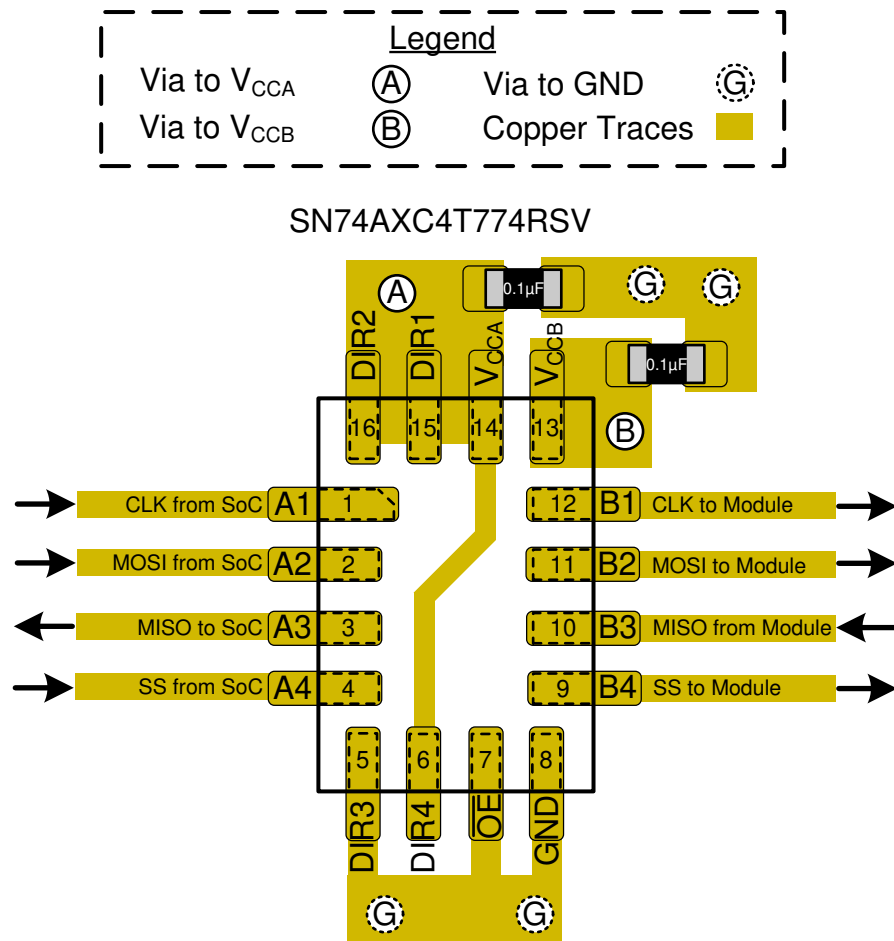 Legend
Via to VCCA A Via to GND G
Via to VCCB B Copper Traces
SN74AXC4T774RSV
A 0.1µF G G
DIR2 DIR1 VCCA VCCB 0.1µF
16 15 14 13 B
CLK from SoC A1 1 12 B1 CLK to Module
MOSI from SoC A2 2 11 B2 MOSI to Module
MISO to SoC A3 3 10 B3 MISO from Module
SS from SoC A4 4 9 B4 SS to Module
5 6 7 8
DIR3 DIR4 O̅E̅ GND
G G